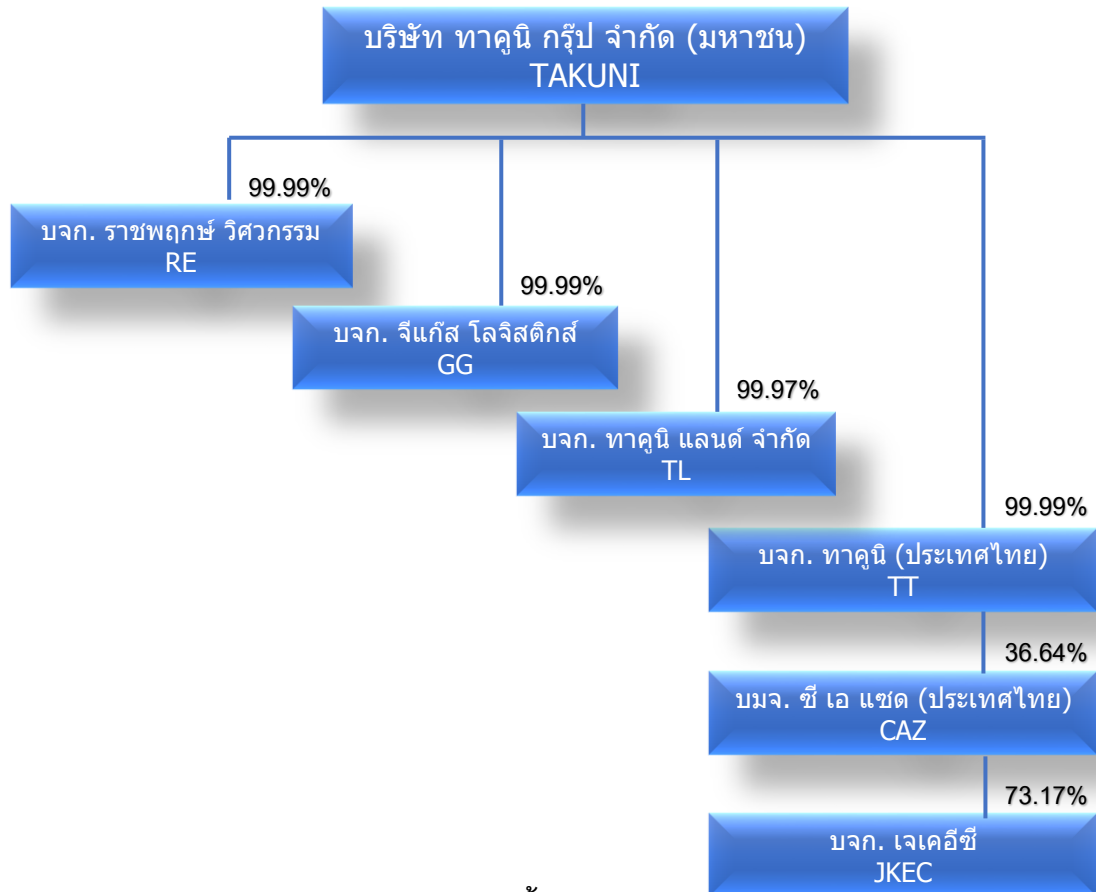 บริษัท ทาคูนิ กรุ๊ป จำกัด (มหาชน)
TAKUNI
99.99%
บจก. ราชพฤกษ์ วิศวกรรม
RE
99.99%
บจก. จีแก๊ส โลจิสติกส์
GG
99.97%
บจก. ทาคูนิ แลนด์ จำกัด
TL
99.99%
บจก. ทาคูนิ (ประเทศไทย)
TT
36.64%
บมจ. ซี เอ แซด (ประเทศไทย)
CAZ
73.17%
บจก. เจเคอีซี
JKEC